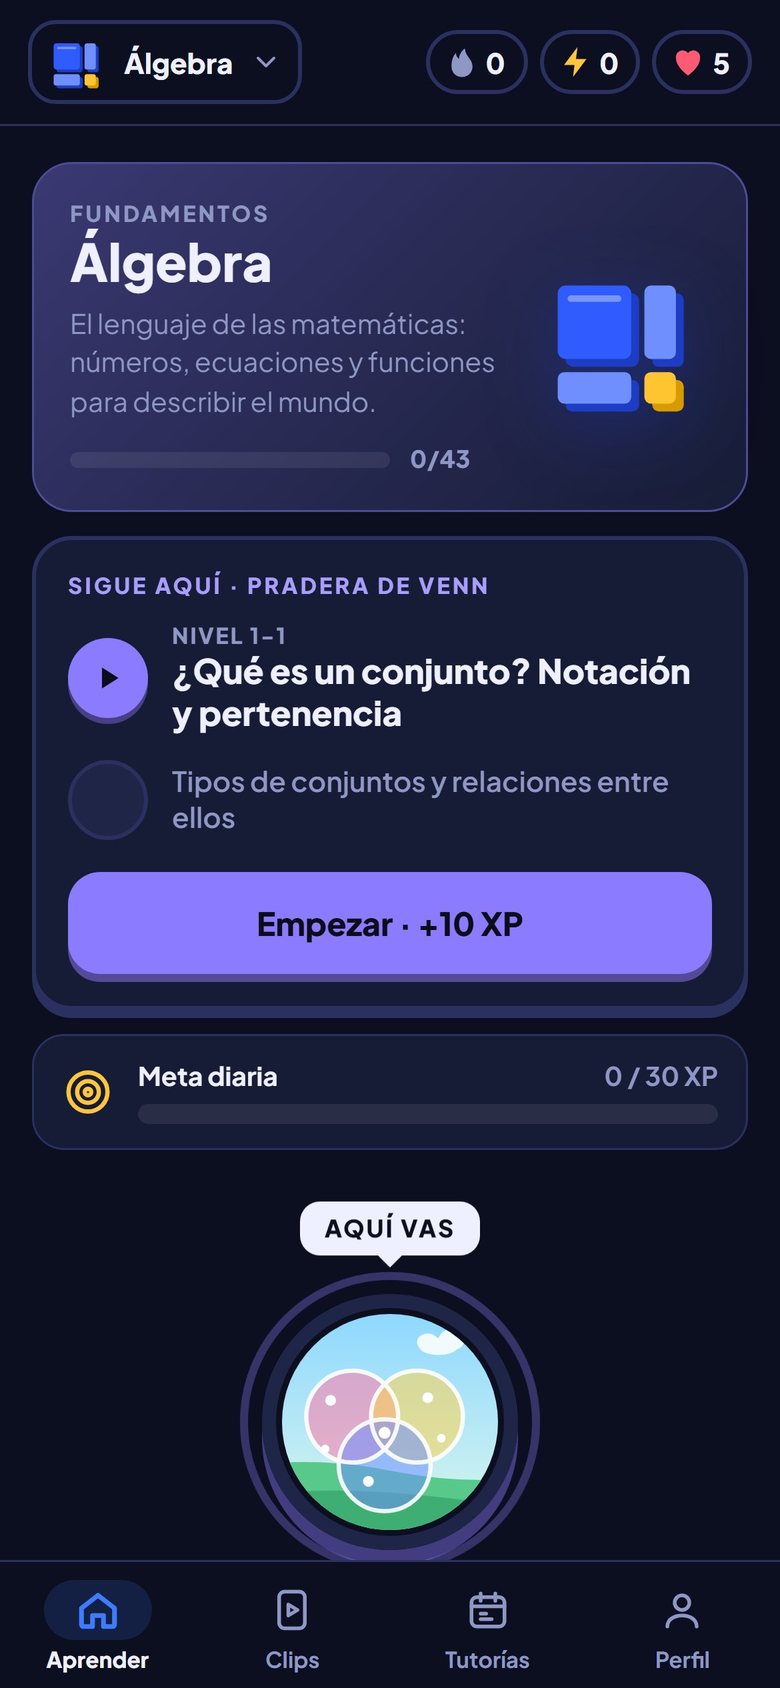 Álgebra
0
0
5
FUNDAMENTOS
Álgebra
El lenguaje de las matemáticas:
números, ecuaciones y funciones
para describir el mundo.
0/43
SIGUE AQUÍ · PRADERA DE VENN
NIVEL 1-1
¿Qué es un conjunto? Notación
y pertenencia
Tipos de conjuntos y relaciones entre
ellos
Empezar · +10 XP
Meta diaria
0 / 30 XP
AQUÍ VAS
Aprender
Clips
Tutorías
Perfil